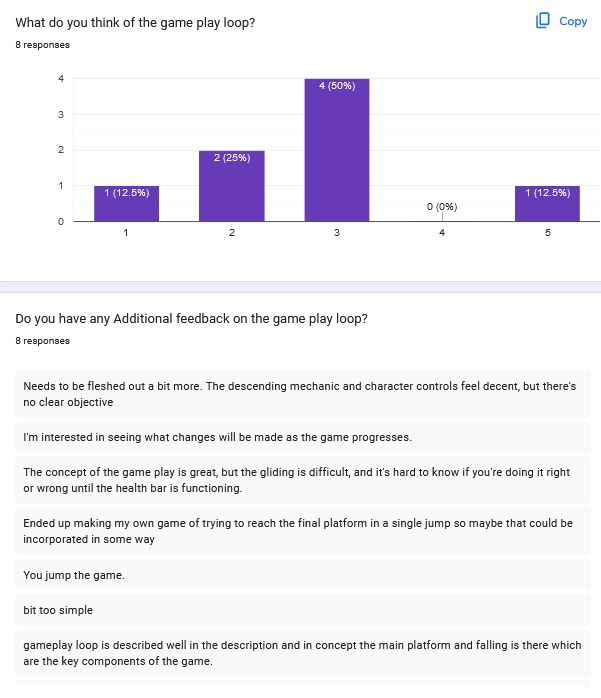 What do you think of the game play loop?
Copy
8 responses
4
3
2
1
0
1 (12.5%)
2 (25%)
4 (50%)
0 (0%)
1 (12.5%)
1
2
3
4
5
Do you have any Additional feedback on the game play loop?
8 responses
Needs to be fleshed out a bit more. The descending mechanic and character controls feel decent, but there's
no clear objective
I'm interested in seeing what changes will be made as the game progresses.
The concept of the game play is great, but the gliding is difficult, and it's hard to know if you're doing it right
or wrong until the health bar is functioning.
Ended up making my own game of trying to reach the final platform in a single jump so maybe that could be
incorporated in some way
You jump the game.
bit too simple
gameplay loop is described well in the description and in concept the main platform and falling is there which
are the key components of the game.